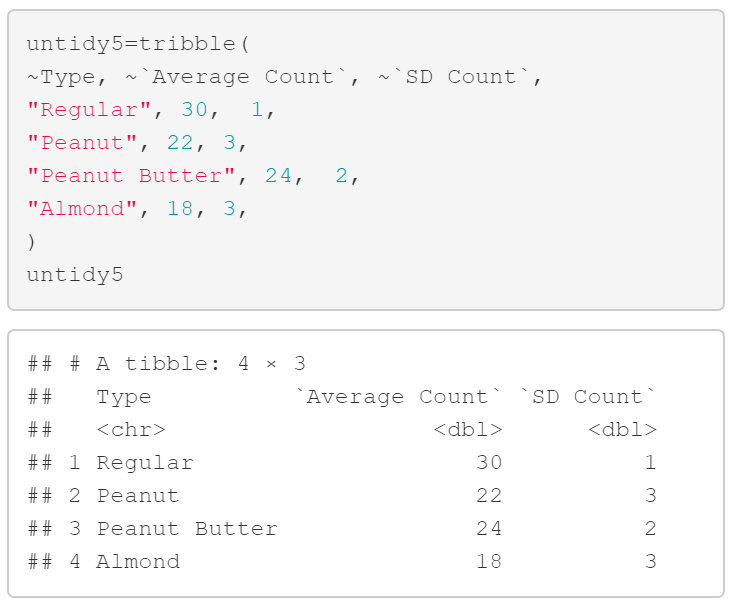 untidy5=tribble(
~Type, ~`Average Count`, ~`SD Count`,
"Regular", 30,  1,
"Peanut", 22, 3,
"Peanut Butter", 24,  2,
"Almond", 18, 3,
)
untidy5
## # A tibble: 4 × 3
##   Type          `Average Count` `SD Count`
##   <chr>                   <dbl>      <dbl>
## 1 Regular                    30          1
## 2 Peanut                     22          3
## 3 Peanut Butter              24          2
## 4 Almond                     18          3